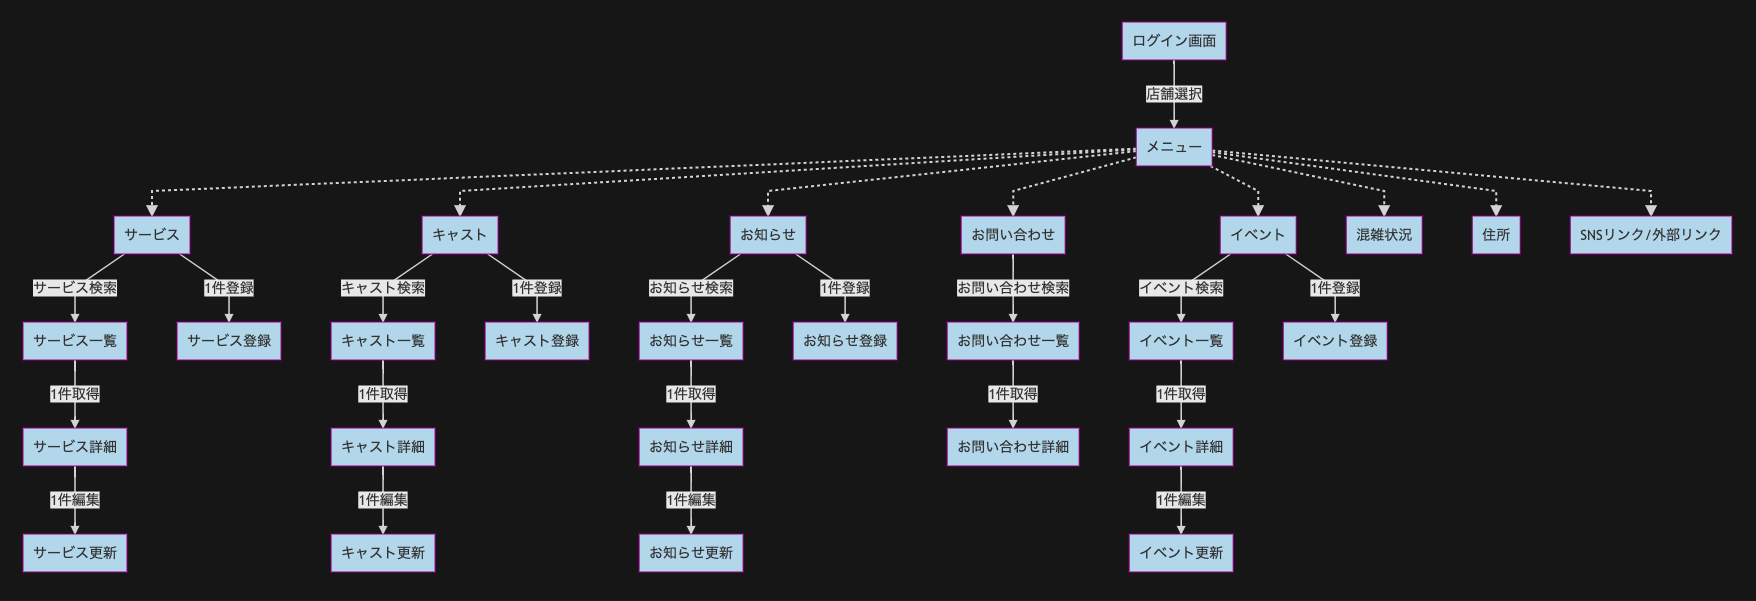 ログイン画面
店舗選択
メニュー
サービス
キャスト
お知らせ
お問い合わせ
イベント
混雑状況
住所
SNSリンク/外部リンク
サービス検索
1件登録
キャスト検索
1件登録
お知らせ検索
1件登録
お問い合わせ検索
イベント検索
1件登録
サービス一覧
サービス登録
キャスト一覧
キャスト登録
お知らせ一覧
お知らせ登録
お問い合わせ一覧
イベント一覧
イベント登録
1件取得
1件取得
1件取得
1件取得
1件取得
サービス詳細
キャスト詳細
お知らせ詳細
お問い合わせ詳細
イベント詳細
1件編集
1件編集
1件編集
1件編集
サービス更新
キャスト更新
お知らせ更新
イベント更新